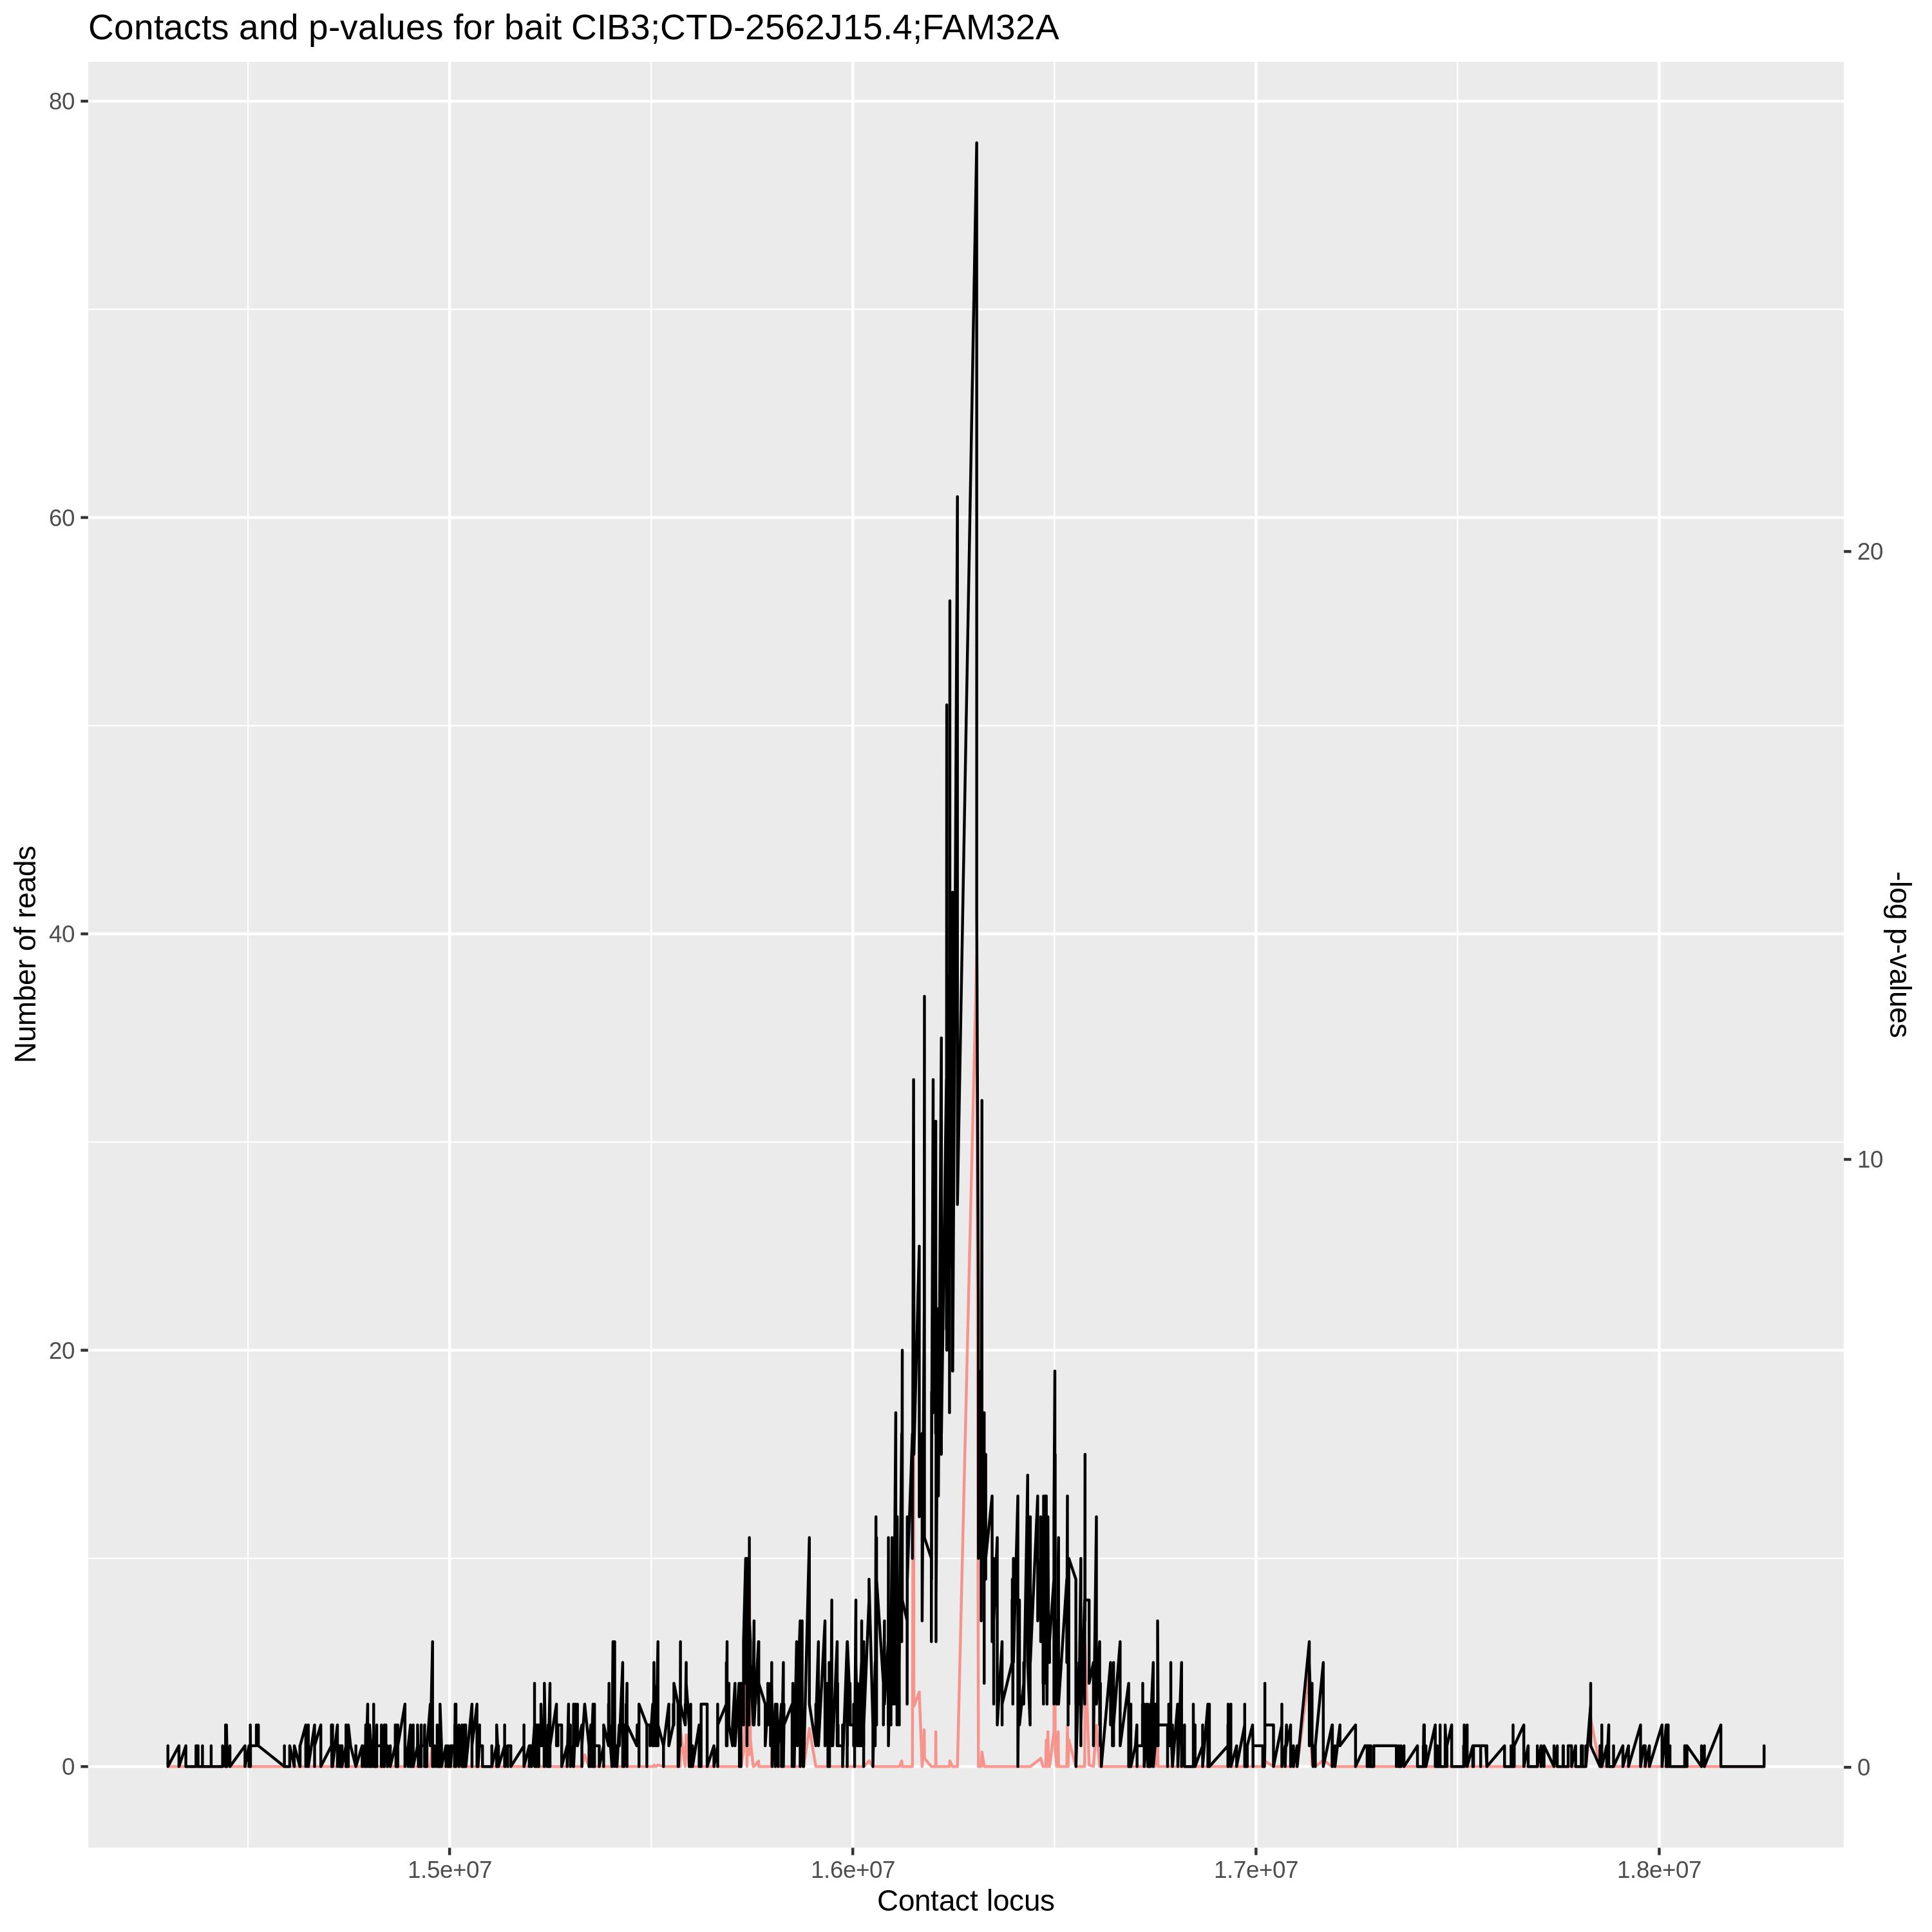 Contacts and p-values for bait CIB3;CTD-2562J15.4;FAM32A
80
60
40
20
0
Number of reads
20
10
0
-log p-values
1.5e+07 1.6e+07 1.7e+07 1.8e+07
Contact locus